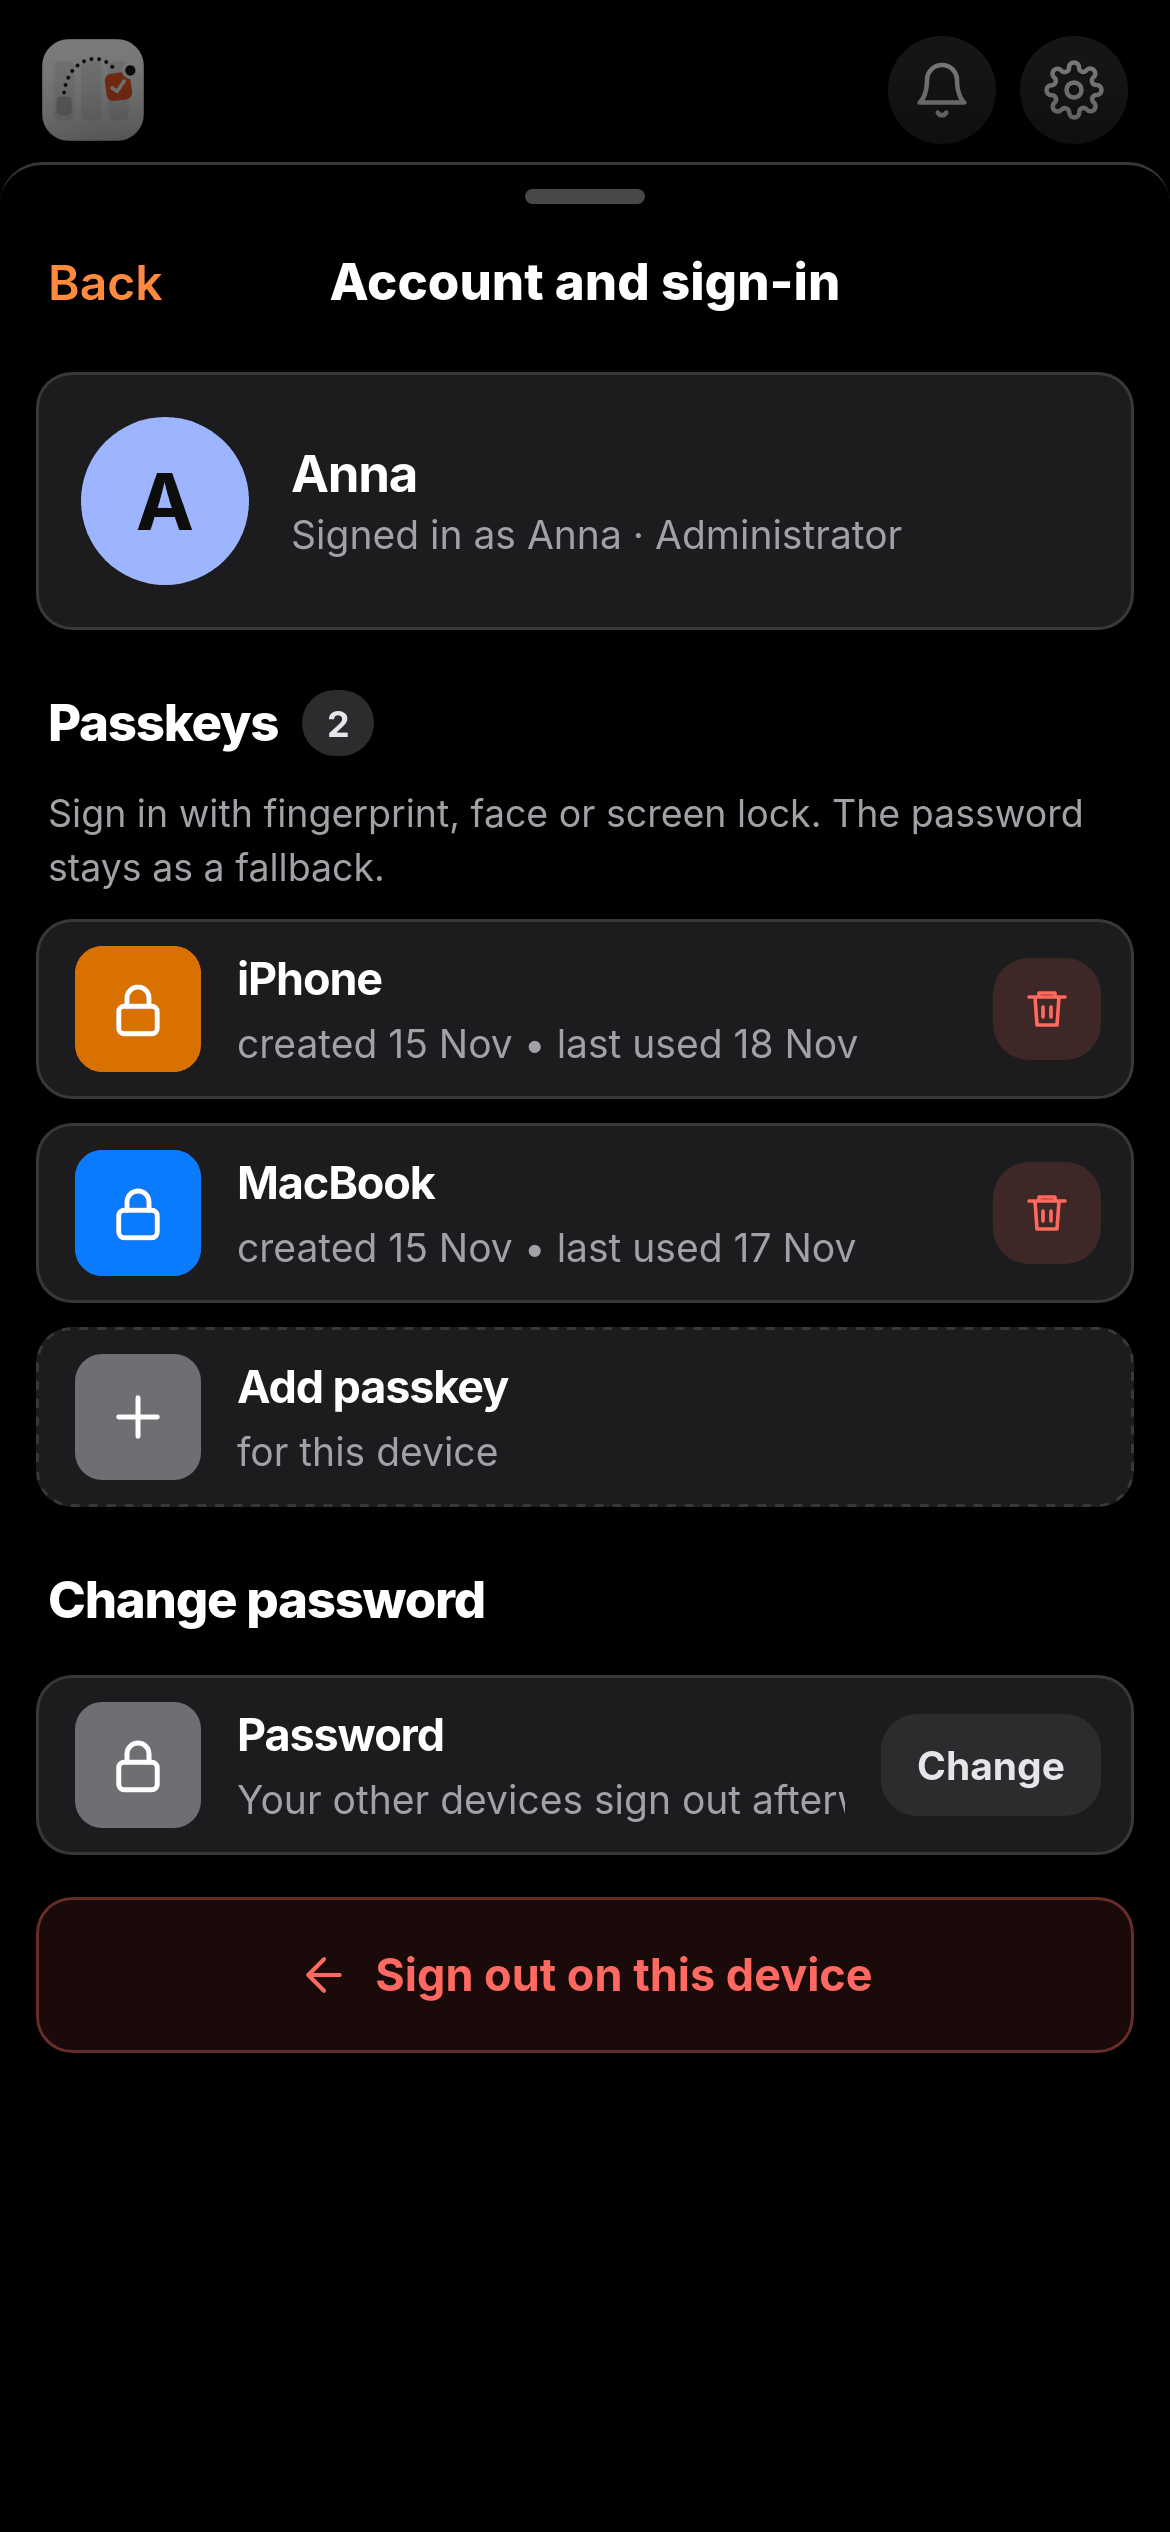 Back
Account and sign-in
A
Anna
Signed in as Anna · Administrator
Passkeys 2
Sign in with fingerprint, face or screen lock. The password
stays as a fallback.
iPhone
created 15 Nov • last used 18 Nov
MacBook
created 15 Nov • last used 17 Nov
Add passkey
for this device
Change password
Password
Your other devices sign out
Change
Sign out on this device